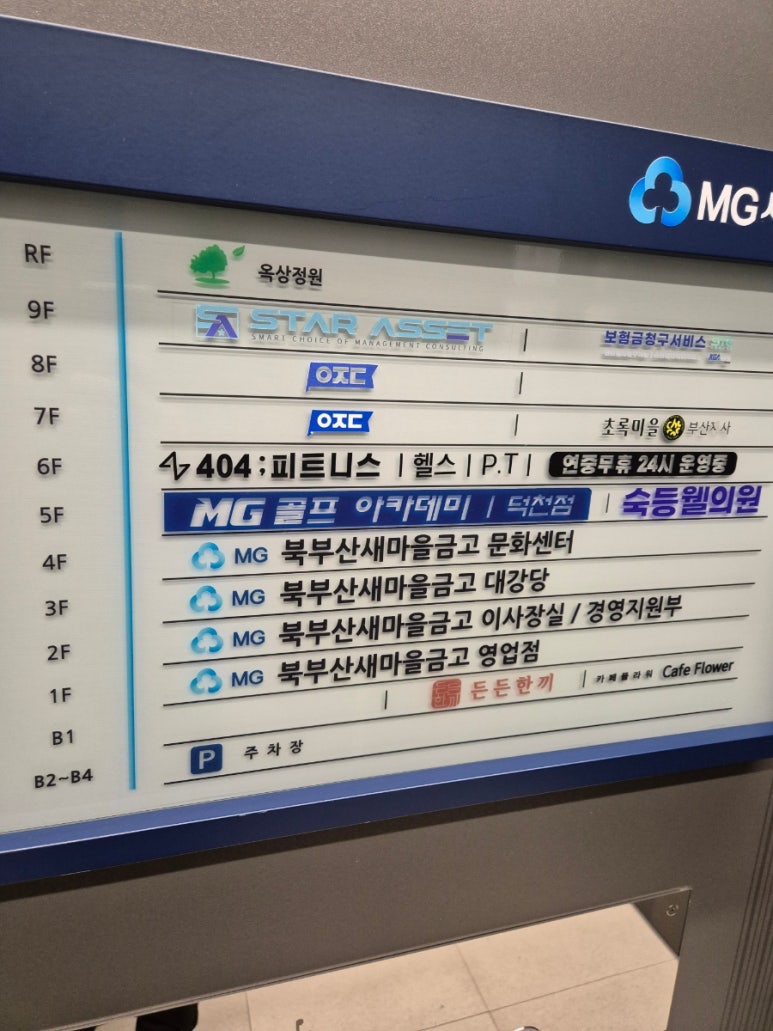 MG
RF 옥상정원
9F STAR ASSET 보험금청구서비스
SMART CHOICE OF MANAGEMENT CONSULTING
8F
7F 초록마을 부산지사
6F 404 : 피트니스 | 헬스 | P.T | 연중무휴 24시 운영중
5F MG 골프 아카데미 | 덕천점 | 숙등웰의원
4F MG 북부산새마을금고 문화센터
3F MG 북부산새마을금고 대강당
2F MG 북부산새마을금고 이사장실 / 경영지원부
1F MG 북부산새마을금고 영업점
B1 | 든든한끼 | 카페플라워 Cafe Flower
B2~B4 P 주차장